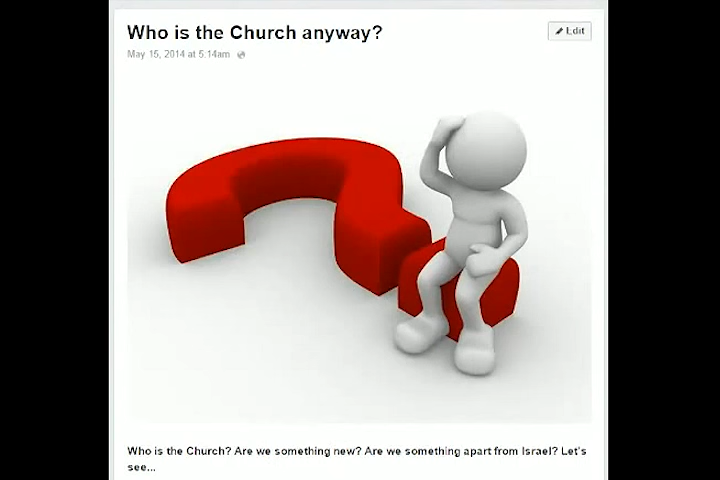 Who is the Church anyway?
Edit
May 15, 2014 at 5:14am
Who is the Church? Are we something new? Are we something apart from Israel? Let's
see...